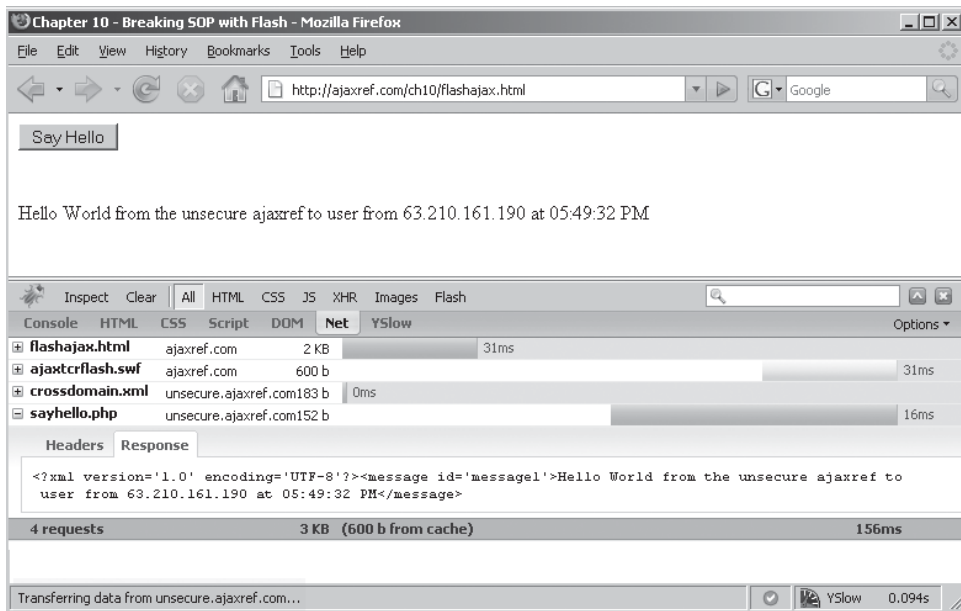 Chapter 10 - Breaking SOP with Flash - Mozilla Firefox
File Edit View History Bookmarks Tools Help
http://ajaxref.com/ch10/flashajax.html
G Google
Say Hello
Hello World from the unsecure ajaxref to user from 63.210.161.190 at 05:49:32 PM
Inspect Clear All HTML CSS JS XHR Images Flash
Console HTML CSS Script DOM Net YSlow Options
flashajax.html ajaxref.com 2 KB 31ms
ajaxtcrflash.swf ajaxref.com 600 b 31ms
crossdomain.xml unsecure.ajaxref.com 183 b 0ms
sayhello.php unsecure.ajaxref.com 152 b 16ms
Headers Response
<?xml version='1.0' encoding='UTF-8'?><message id='message1'>Hello World from the unsecure ajaxref to
user from 63.210.161.190 at 05:49:32 PM</message>
4 requests 3 KB (600 b from cache) 156ms
Transferring data from unsecure.ajaxref.com... YSlow 0.094s